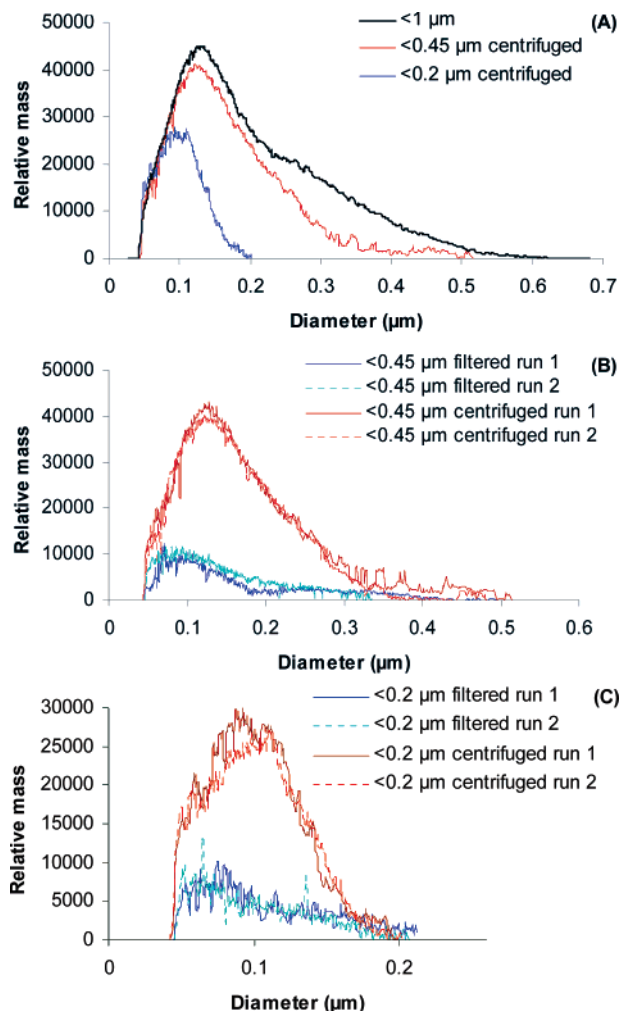 (A)
<1 µm
<0.45 µm centrifuged
<0.2 µm centrifuged
Relative mass
50000
40000
30000
20000
10000
0
0 0.1 0.2 0.3 0.4 0.5 0.6 0.7
Diameter (µm)
(B)
<0.45 µm filtered run 1
<0.45 µm filtered run 2
<0.45 µm centrifuged run 1
<0.45 µm centrifuged run 2
Relative mass
50000
40000
30000
20000
10000
0
0 0.1 0.2 0.3 0.4 0.5 0.6
Diameter (µm)
(C)
<0.2 µm filtered run 1
<0.2 µm filtered run 2
<0.2 µm centrifuged run 1
<0.2 µm centrifuged run 2
Relative mass
30000
25000
20000
15000
10000
5000
0
0 0.1 0.2
Diameter (µm)